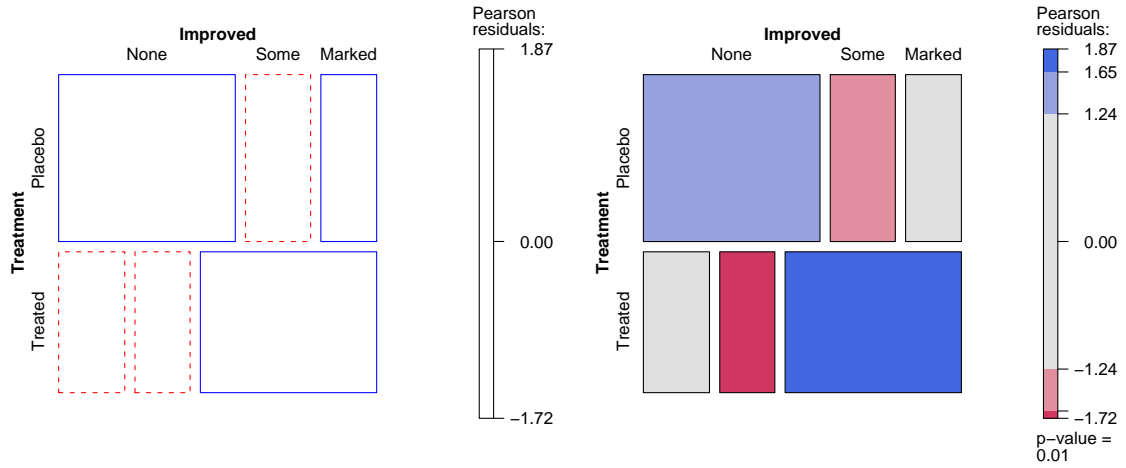 Improved
None Some Marked
Treatment
Placebo
Treated
Pearson
residuals:
1.87
0.00
−1.72
Improved
None Some Marked
Treatment
Placebo
Treated
Pearson
residuals:
1.87
1.65
1.24
0.00
−1.24
−1.72
p−value =
0.01